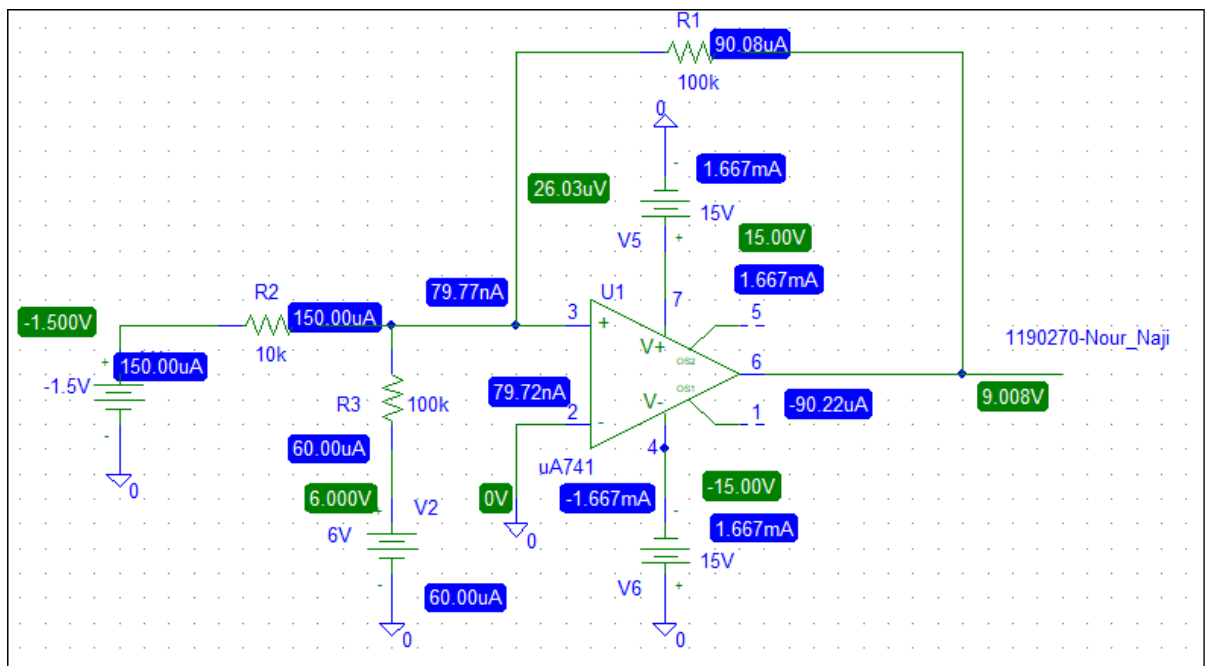 R1
90.08uA
100k
0
1.667mA
26.03uV
15V
V5
+
15.00V
-
R2
79.77nA
U1
7
1.667mA
-1.500V
150.00uA
3
+
5
10k
V+
OS2
1190270-Nour_Naji
+
150.00uA
6
-1.5V
R3
100k
79.72nA
OS1
9.008V
V-
-90.22uA
2
-
1
-
60.00uA
4
uA741
0
6.000V
+
V2
0V
-1.667mA
-15.00V
-
6V
0
1.667mA
15V
-
60.00uA
V6
+
0
0